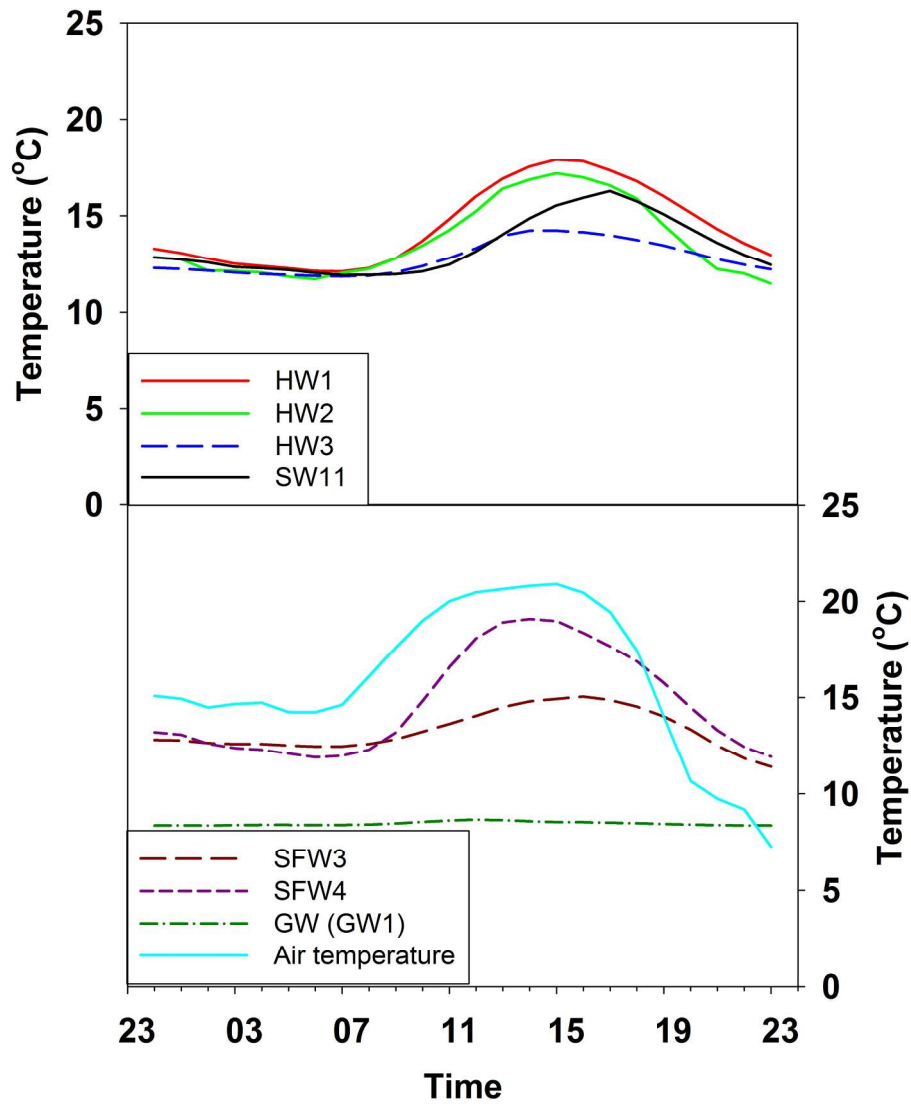 25
20
15
10
5
0
Temperature (°C)
HW1
HW2
HW3
SW11
25
20
15
10
5
0
Temperature (°C)
SFW3
SFW4
GW (GW1)
Air temperature
23 03 07 11 15 19 23
Time